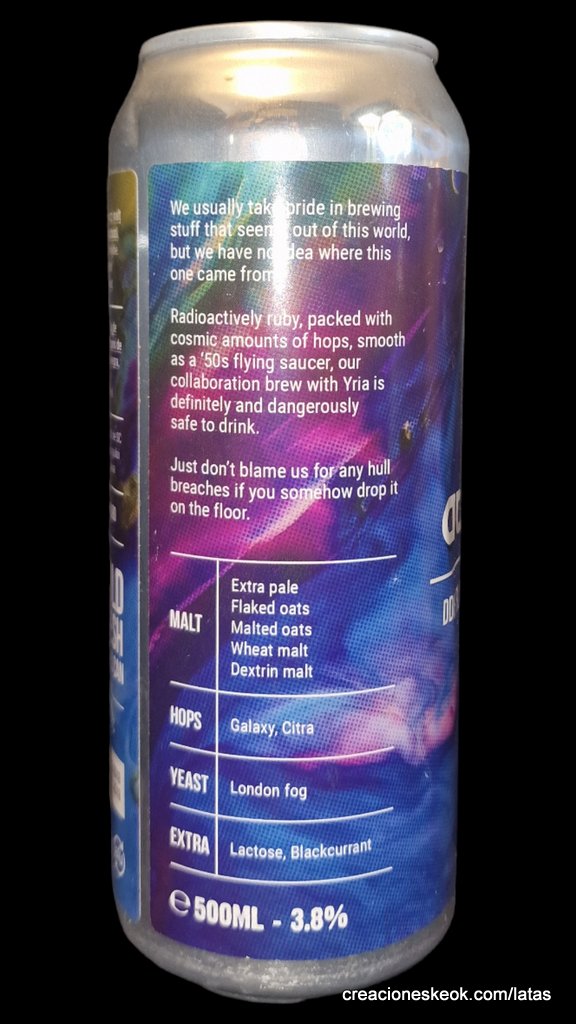 We usually take pride in brewing
stuff that seems out of this world,
but we have no idea where this
one came from
Radioactively ruby, packed with
cosmic amounts of hops, smooth
as a '50s flying saucer, our
collaboration brew with Yria is
definitely and dangerously
safe to drink.
Just don't blame us for any hull
breaches if you somehow drop it
on the floor.
MALT
Extra pale
Flaked oats
Malted oats
Wheat malt
Dextrin malt
HOPS
Galaxy, Citra
YEAST
London fog
EXTRA
Lactose, Blackcurrant
℮500ML - 3.8%
creacioneskeok.com/latas